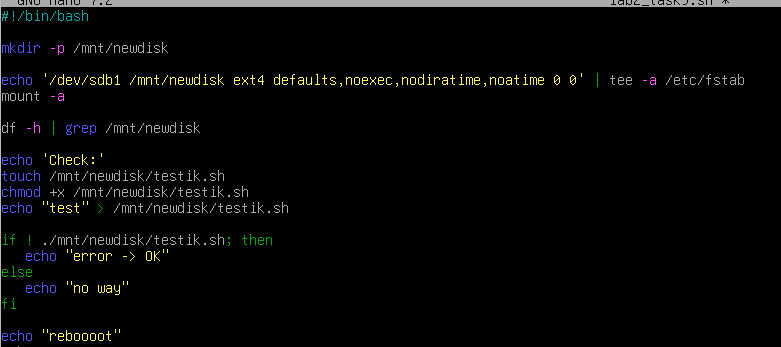 GNU nano 7.2 lab2_task3.sh *
#!/bin/bash
mkdir -p /mnt/newdisk
echo '/dev/sdb1 /mnt/newdisk ext4 defaults,noexec,nodiratime,noatime 0 0' | tee -a /etc/fstab
mount -a
df -h | grep /mnt/newdisk
echo 'Check:'
touch /mnt/newdisk/testik.sh
chmod +x /mnt/newdisk/testik.sh
echo "test" > /mnt/newdisk/testik.sh
if ! ./mnt/newdisk/testik.sh; then
echo "error -> OK"
else
echo "no way"
fi
echo "reboooot"